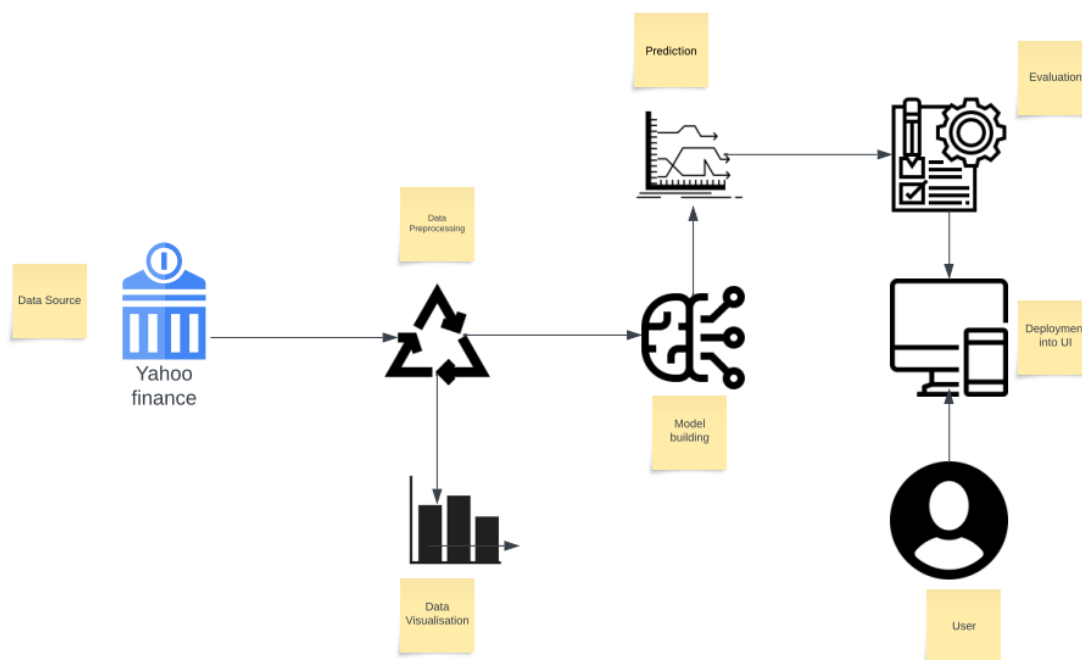 Prediction
Evaluation
Data
Preprocessing
Data Source
Yahoo
finance
Deploymen
into UI
Model
building
Data
Visualisation
User